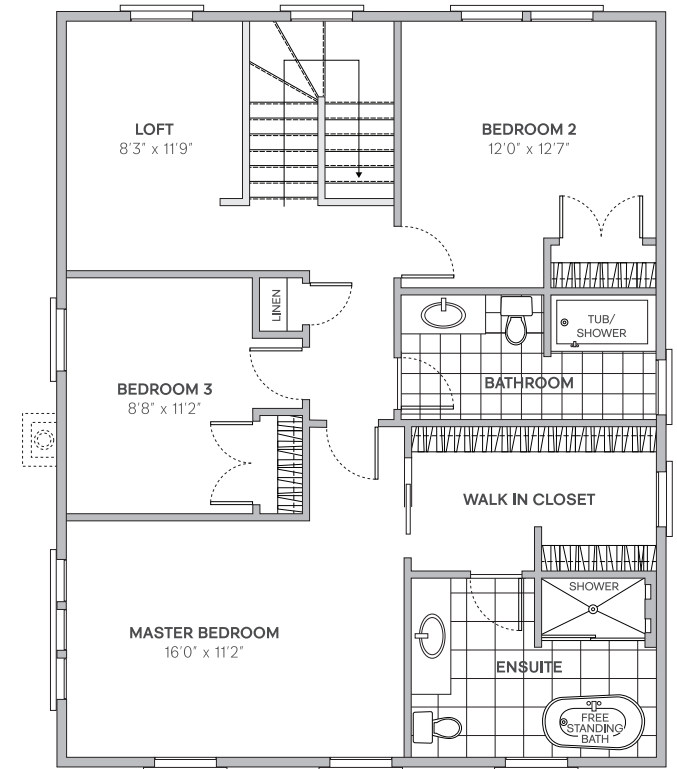 LOFT
8'3" x 11'9"
BEDROOM 2
12'0" x 12'7"
LINEN
TUB/
SHOWER
BEDROOM 3
8'8" x 11'2"
BATHROOM
WALK IN CLOSET
SHOWER
MASTER BEDROOM
16'0" x 11'2"
ENSUITE
FREE
STANDING
BATH